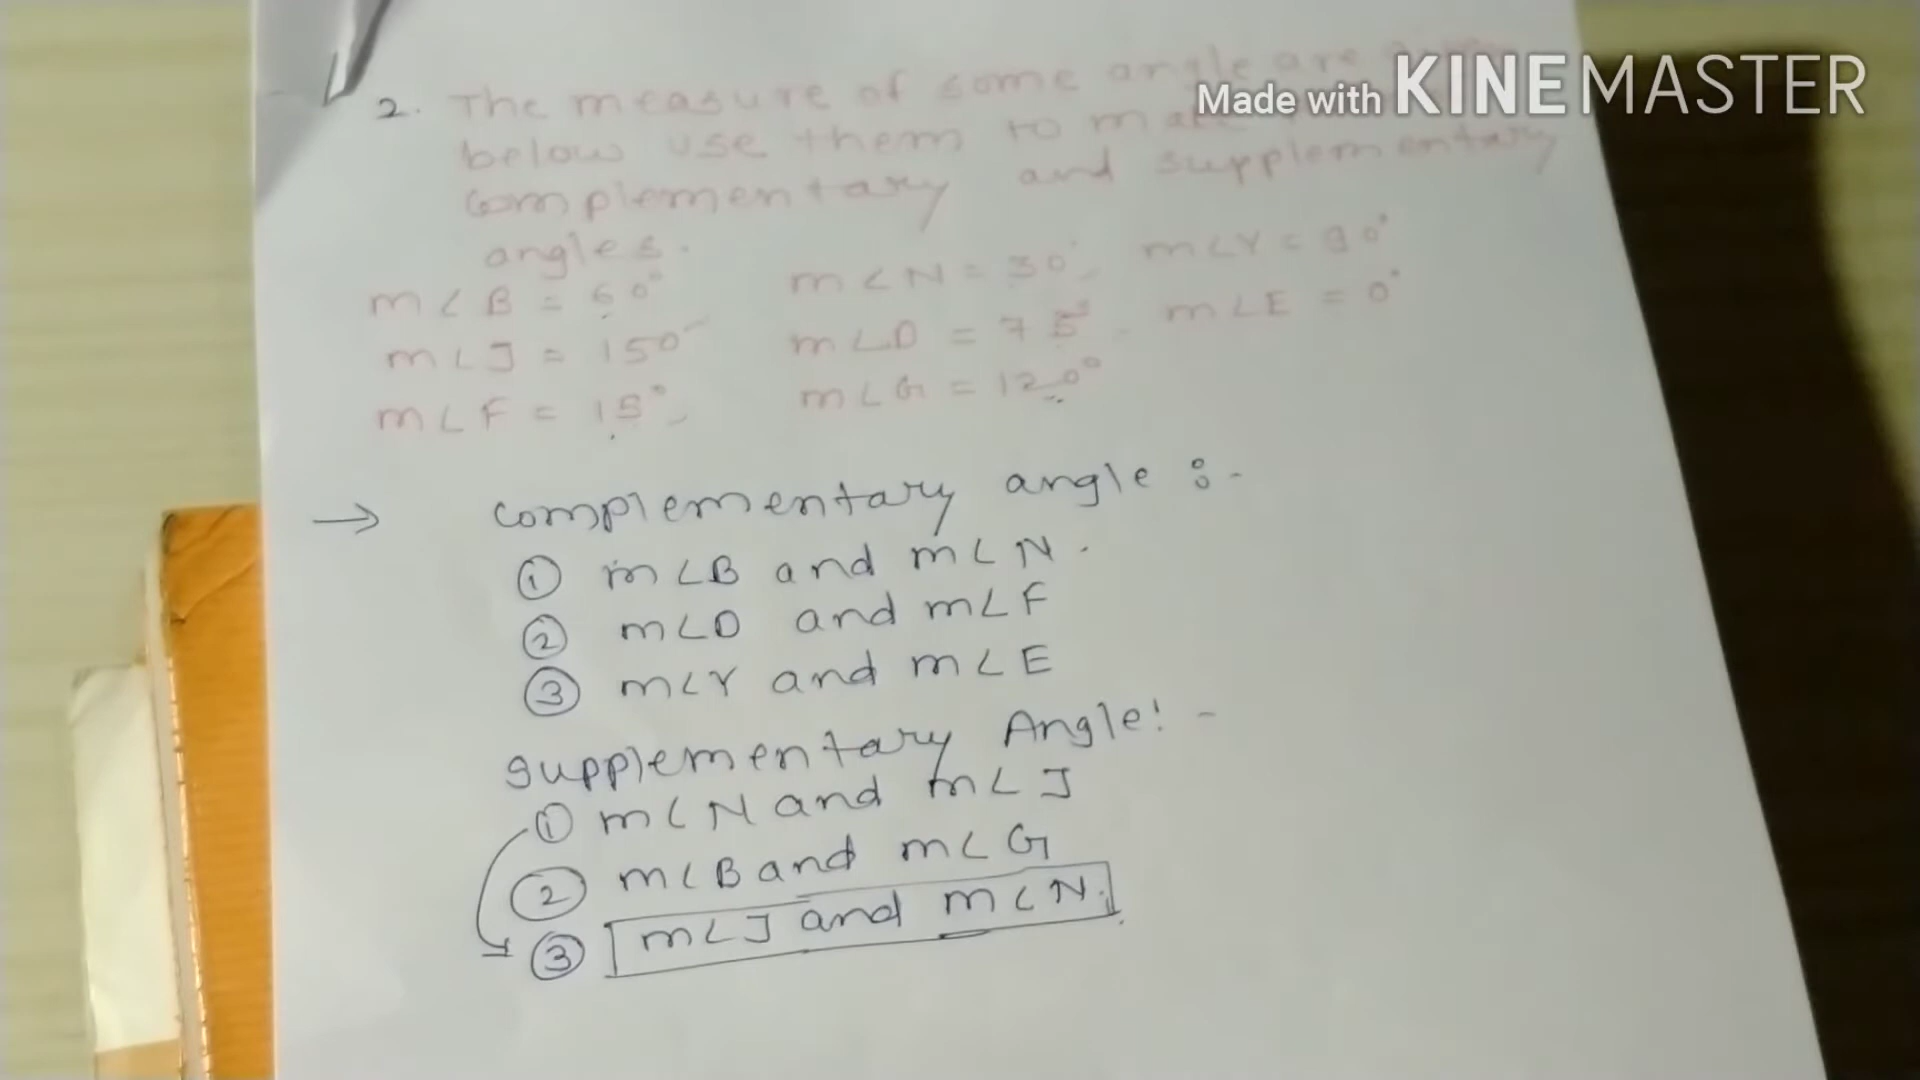 Made with KINEMASTER
2. The measure of some angle are
below use them to
complementary and supplementary
angles.
m∠B = 60° m∠N = 30°, m∠Y = 90°
m∠J = 150° m∠D = 75° m∠E = 0°
m∠F = 15°, m∠G = 120°
→ complementary angle :-
① m∠B and m∠N.
② m∠D and m∠F
③ m∠Y and m∠E
supplementary Angle! -
① m∠N and m∠J
② m∠B and m∠G
③ m∠J and m∠N.